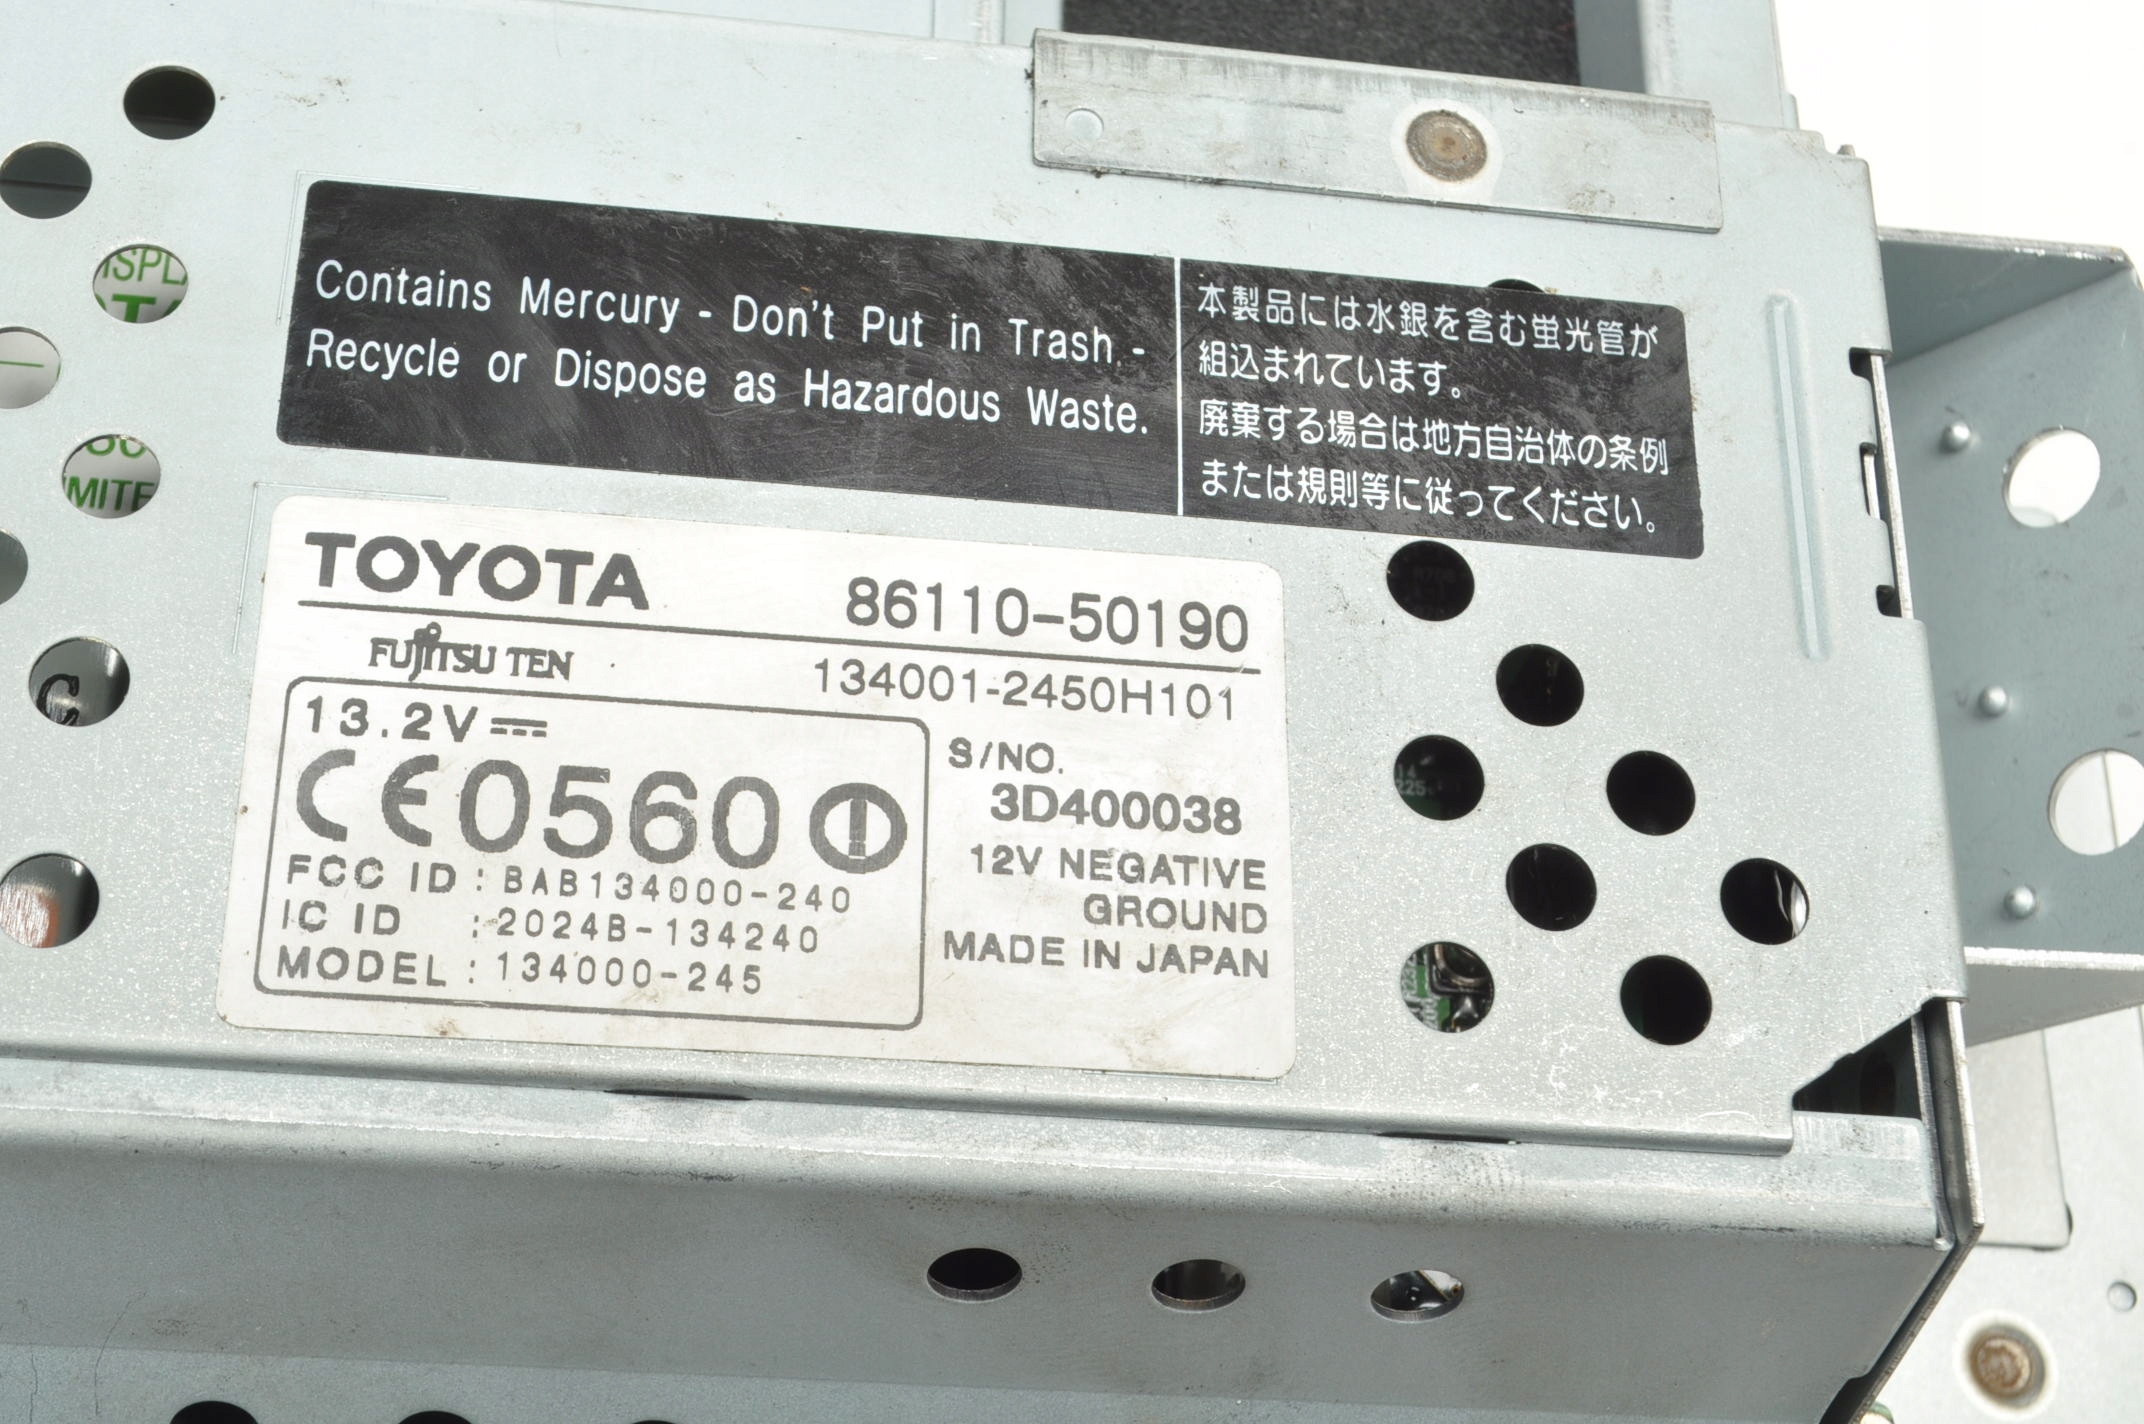 Contains Mercury - Don't Put in Trash -
Recycle or Dispose as Hazardous Waste.
本製品には水銀を含む蛍光管が
組込まれています。
廃棄する場合は地方自治体の条例
または規則等に従ってください。
TOYOTA 86110-50190
FUJITSU TEN 134001-2450H101
13.2V
CE0560
FCC ID : BAB134000-240
IC ID : 2024B-134240
MODEL : 134000-245
S/NO.
3D400038
12V NEGATIVE
GROUND
MADE IN JAPAN